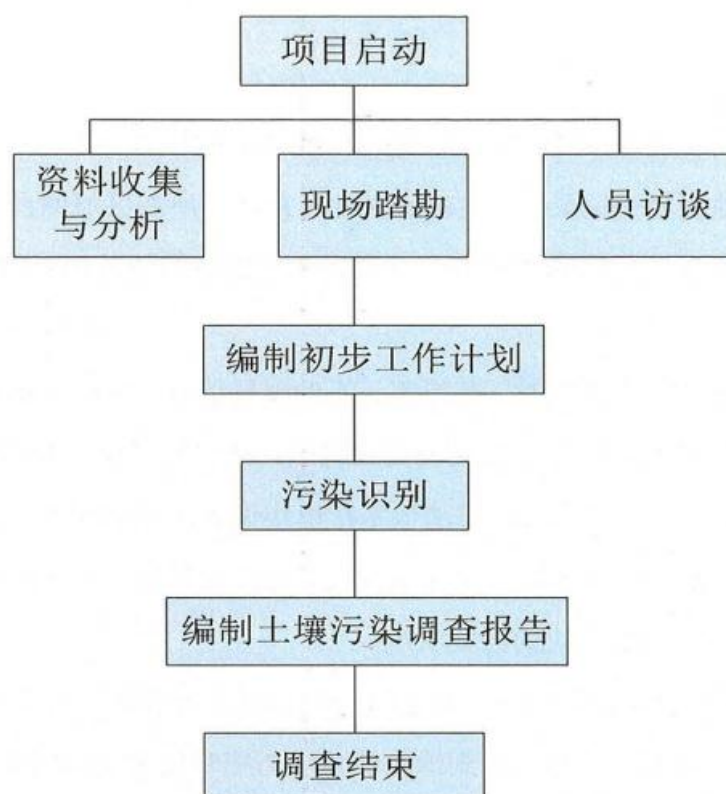 项目启动
资料收集
与分析
现场踏勘
人员访谈
编制初步工作计划
污染识别
编制土壤污染调查报告
调查结束